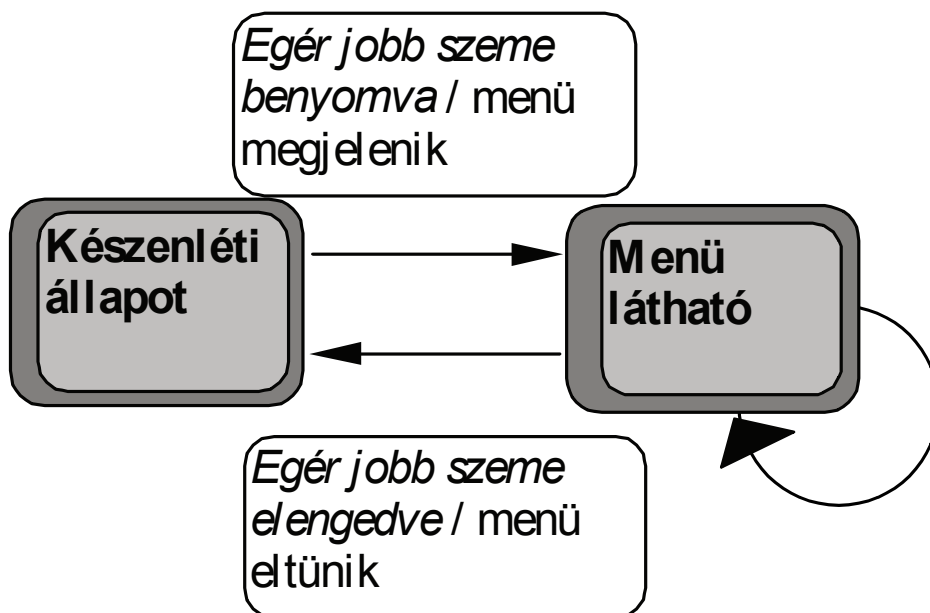 Egér jobb szeme
benyomva / menü
megjelenik
Készenléti
állapot
Menü
látható
Egér jobb szeme
elengedve / menü
eltünik